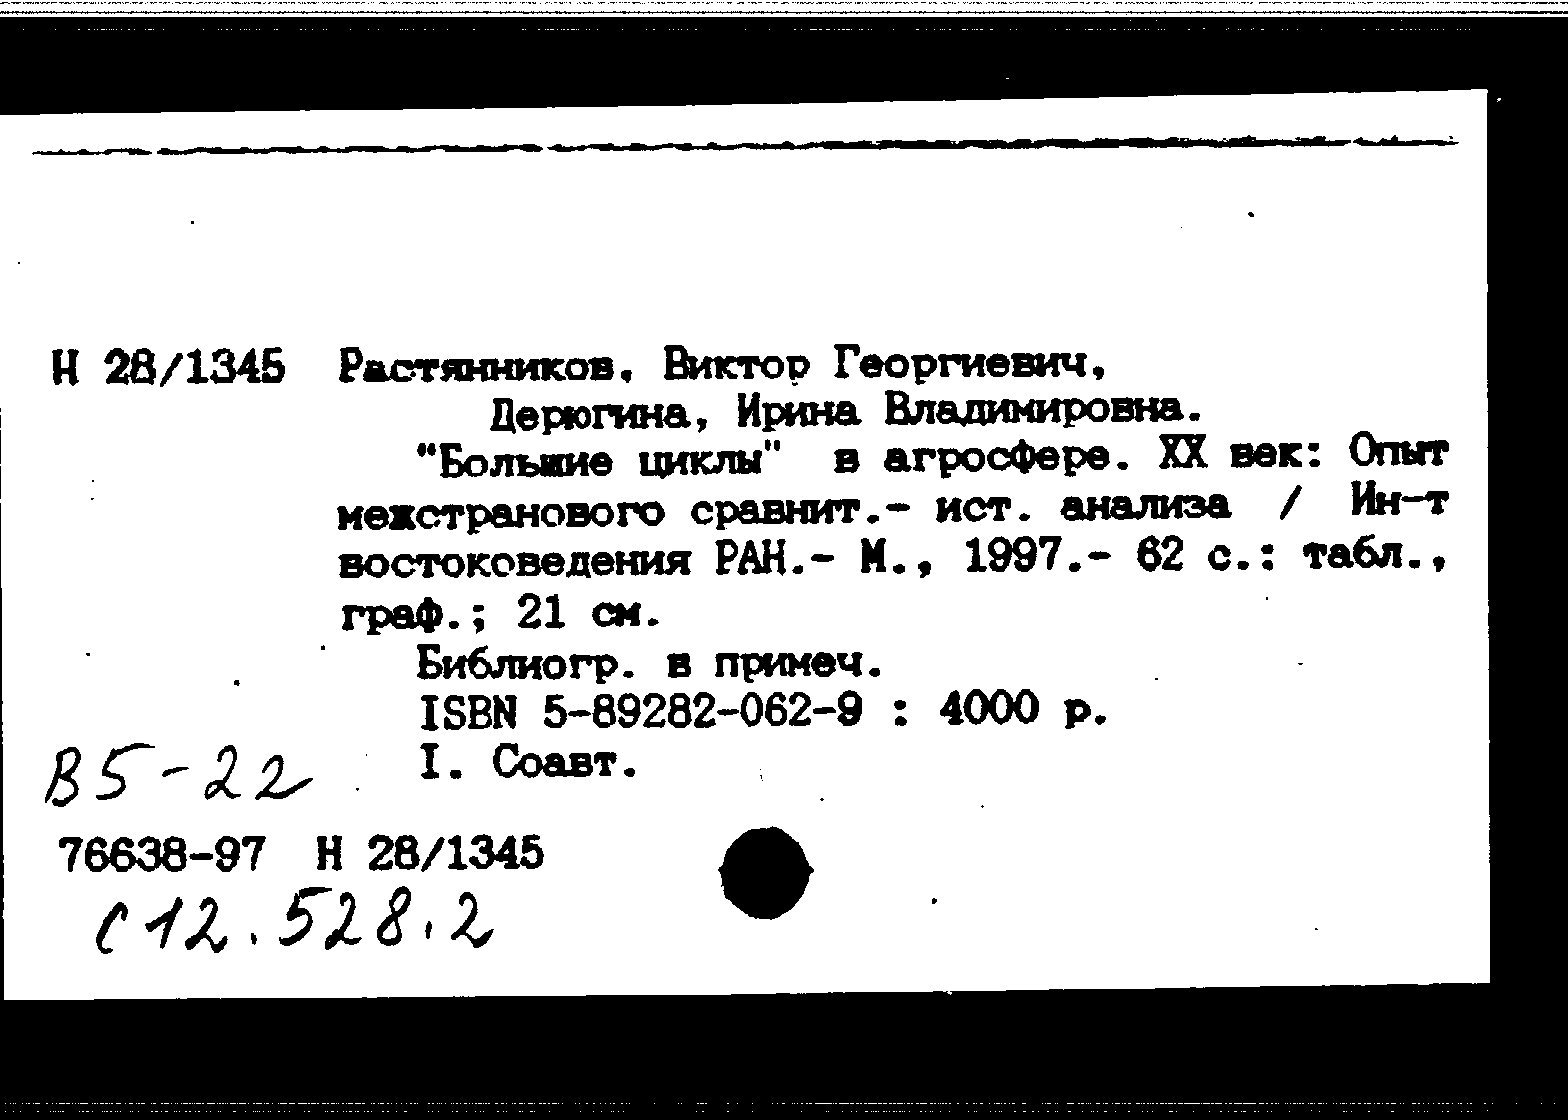 Н 28/1345 Растянников, Виктор Георгиевич,
Дерюгина, Ирина Владимировна.
"Большие циклы" в агросфере. XX век: Опыт
межстранового сравнит.- ист. анализа / Ин-т
востоковедения РАН.- М., 1997.- 62 с.: табл.,
граф.; 21 см.
Библиогр. в примеч.
ISBN 5-89282-062-9 : 4000 р.
I. Соавт.
В5-22
76638-97 Н 28/1345
С12.528.2